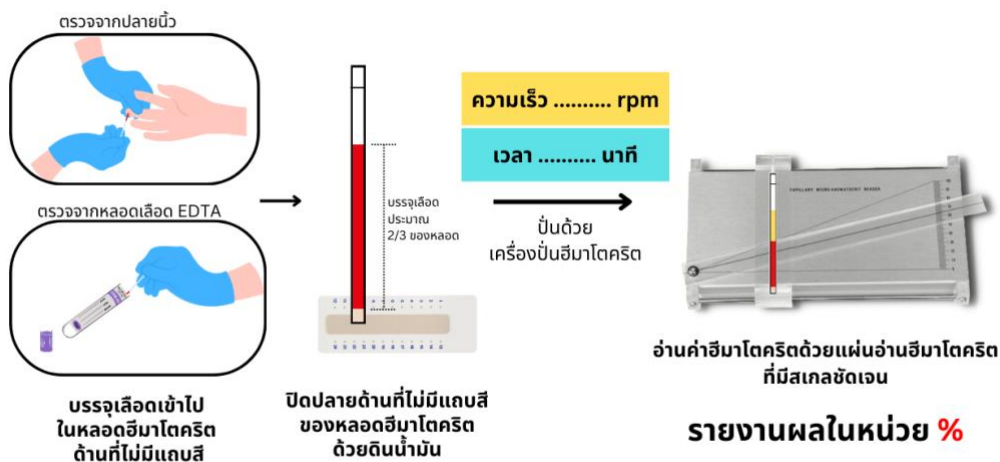 ตรวจจากปลายนิ้ว
ตรวจจากหลอดเลือด EDTA
บรรจุเลือดเข้าไป
ในหลอดฮีมาโตคริต
ด้านที่ไม่มีแถบสี
บรรจุเลือด
ประมาณ
2/3 ของหลอด
ปิดปลายด้านที่ไม่มีแถบสี
ของหลอดฮีมาโตคริต
ด้วยดินน้ำมัน
ความเร็ว .......... rpm
เวลา .......... นาที
ปั่นด้วย
เครื่องปั่นฮีมาโตคริต
CAPILLARY MICRO-HAEMATOCRIT READER
อ่านค่าฮีมาโตคริตด้วยแผ่นอ่านฮีมาโตคริต
ที่มีสเกลชัดเจน
รายงานผลในหน่วย %